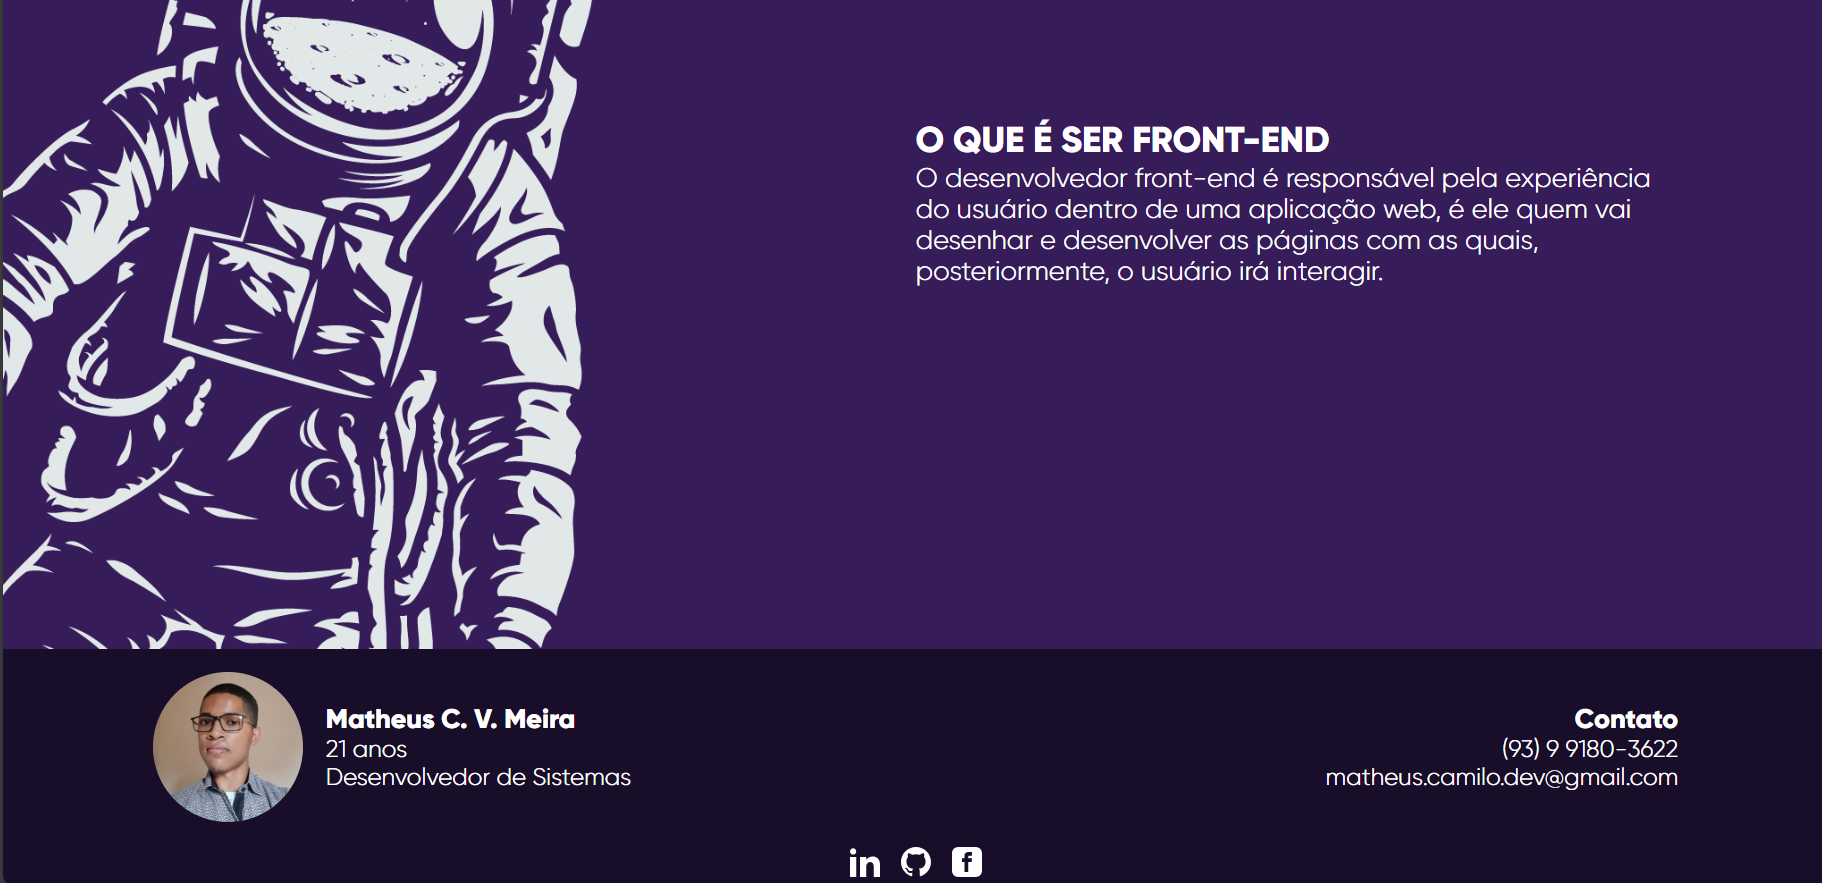 O QUE É SER FRONT-END
O desenvolvedor front-end é responsável pela experiência
do usuário dentro de uma aplicação web, é ele quem vai
desenhar e desenvolver as páginas com as quais,
posteriormente, o usuário irá interagir.
Matheus C. V. Meira
21 anos
Desenvolvedor de Sistemas
Contato
(93) 9 9180-3622
matheus.camilo.dev@gmail.com
in
f